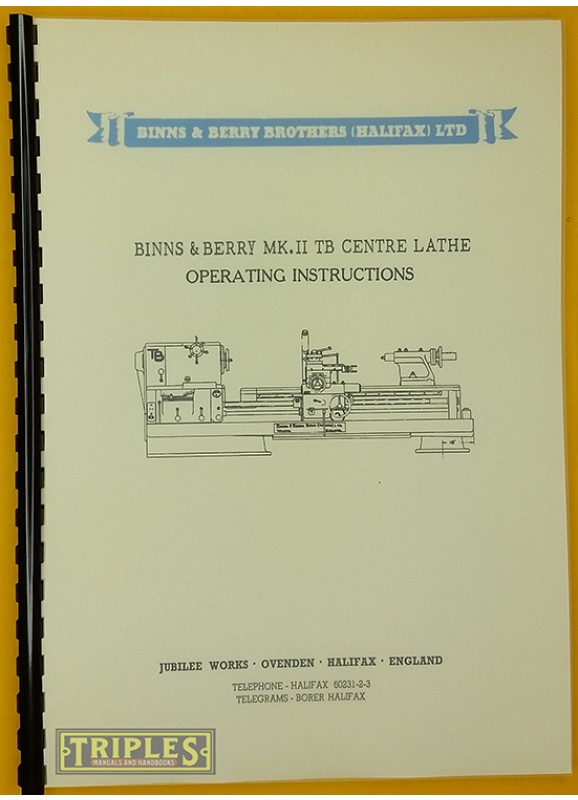 BINNS & BERRY BROTHERS (HALIFAX) LTD
BINNS & BERRY MK.II TB CENTRE LATHE
OPERATING INSTRUCTIONS
TB
18"
JUBILEE WORKS · OVENDEN · HALIFAX · ENGLAND
TELEPHONE - HALIFAX 60231-2-3
TELEGRAMS - BORER HALIFAX
TRIPLES
MANUALS AND HANDBOOKS